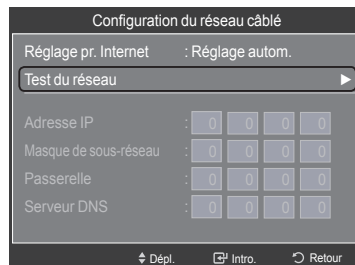 Configuration du réseau câblé
Réglage pr. Internet : Réglage autom.
Test du réseau
Adresse IP : 0 0 0 0
Masque de sous-réseau : 0 0 0 0
Passerelle : 0 0 0 0
Serveur DNS : 0 0 0 0
Dépl. Intro. Retour